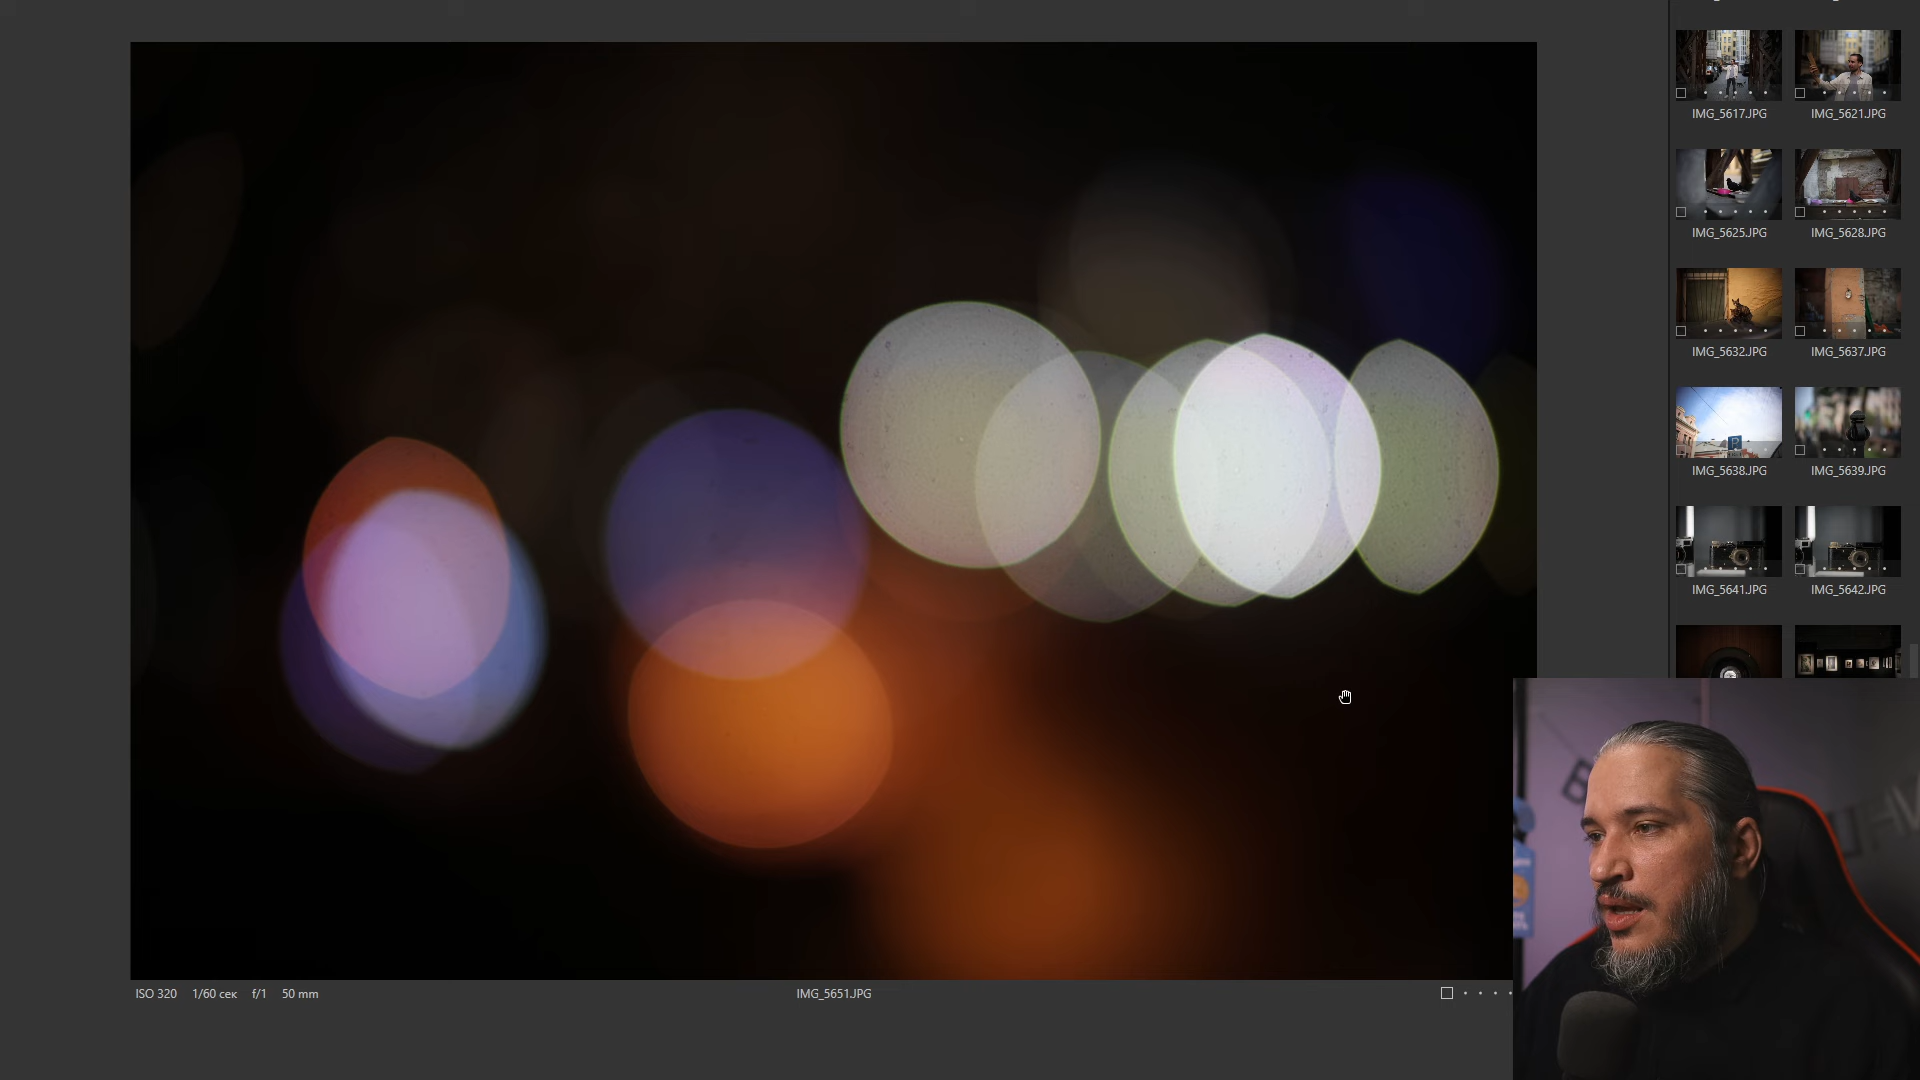 IMG_5617.JPG
IMG_5621.JPG
IMG_5625.JPG
IMG_5628.JPG
IMG_5632.JPG
IMG_5637.JPG
IMG_5638.JPG
IMG_5639.JPG
IMG_5641.JPG
IMG_5642.JPG
ISO 320 1/60 сек f/1 50 mm
IMG_5651.JPG